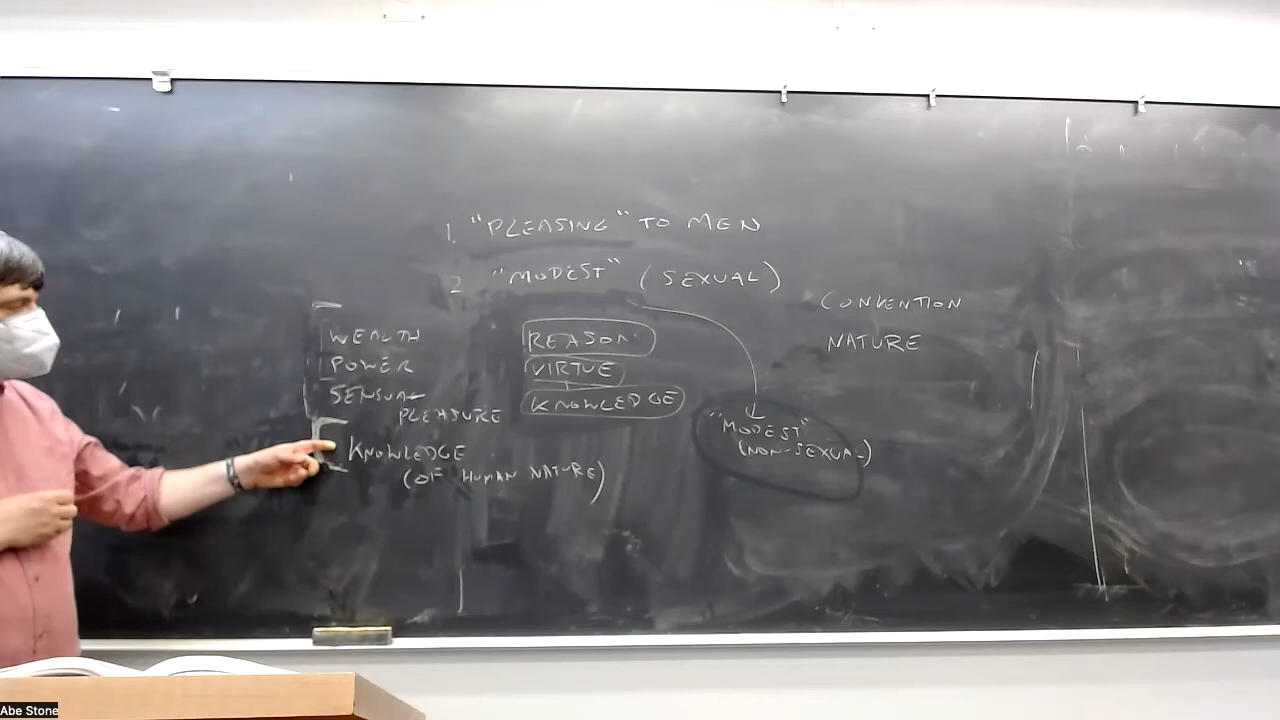 1. "PLEASING" TO MEN
2 "MODEST" (SEXUAL)
CONVENTION
NATURE
WEALTH
POWER
SENSUAL
PLEASURE
KNOWLEDGE
(OF HUMAN NATURE)
REASON
VIRTUE
KNOWLEDGE
"MODEST"
(NON-SEXUAL)
Abe Stone